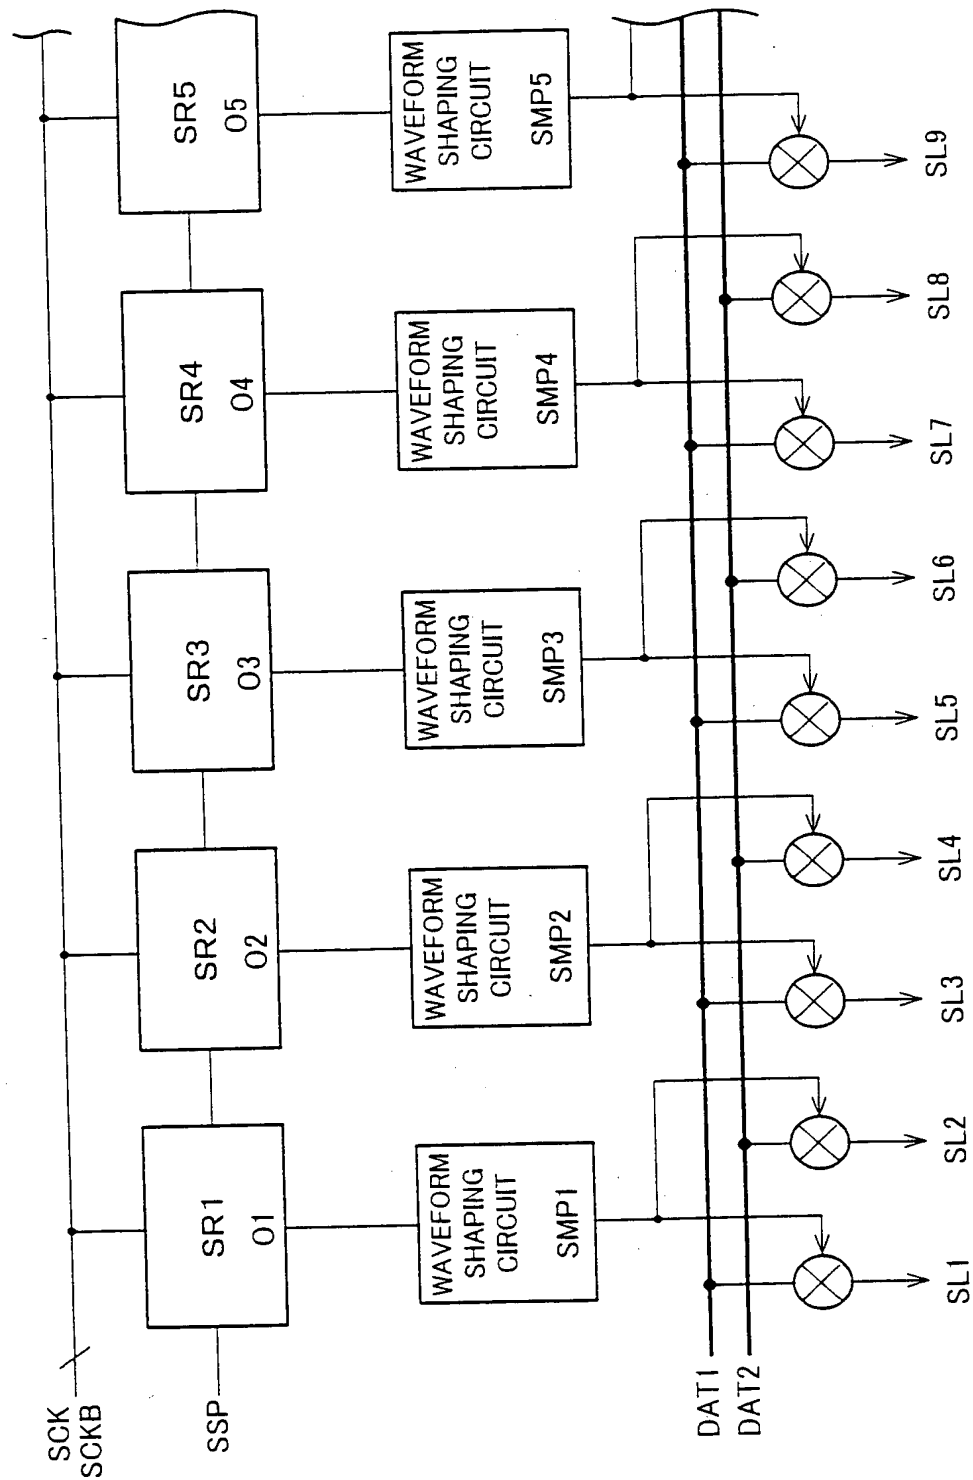 SCK
SCKB
SSP
SR1
O1
SR2
O2
SR3
O3
SR4
O4
SR5
O5
WAVEFORM
SHAPING
CIRCUIT
SMP1
WAVEFORM
SHAPING
CIRCUIT
SMP2
WAVEFORM
SHAPING
CIRCUIT
SMP3
WAVEFORM
SHAPING
CIRCUIT
SMP4
WAVEFORM
SHAPING
CIRCUIT
SMP5
DAT1
DAT2
SL1
SL2
SL3
SL4
SL5
SL6
SL7
SL8
SL9